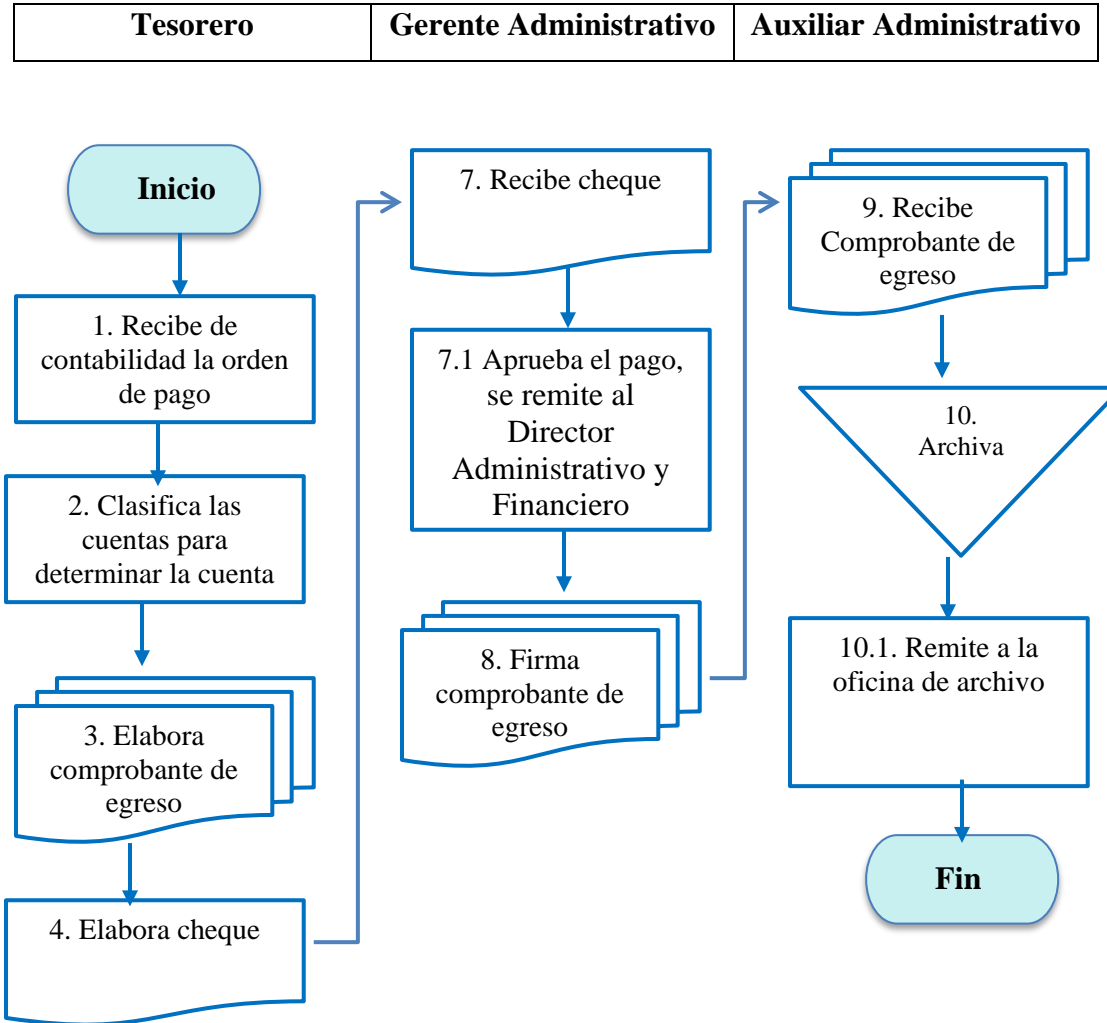 Tesorero
Gerente Administrativo
Auxiliar Administrativo
Inicio
1. Recibe de
contabilidad la orden
de pago
2. Clasifica las
cuentas para
determinar la cuenta
3. Elabora
comprobante de
egreso
4. Elabora cheque
7. Recibe cheque
7.1 Aprueba el pago,
se remite al
Director
Administrativo y
Financiero
8. Firma
comprobante de
egreso
9. Recibe
Comprobante de
egreso
10.
Archiva
10.1. Remite a la
oficina de archivo
Fin